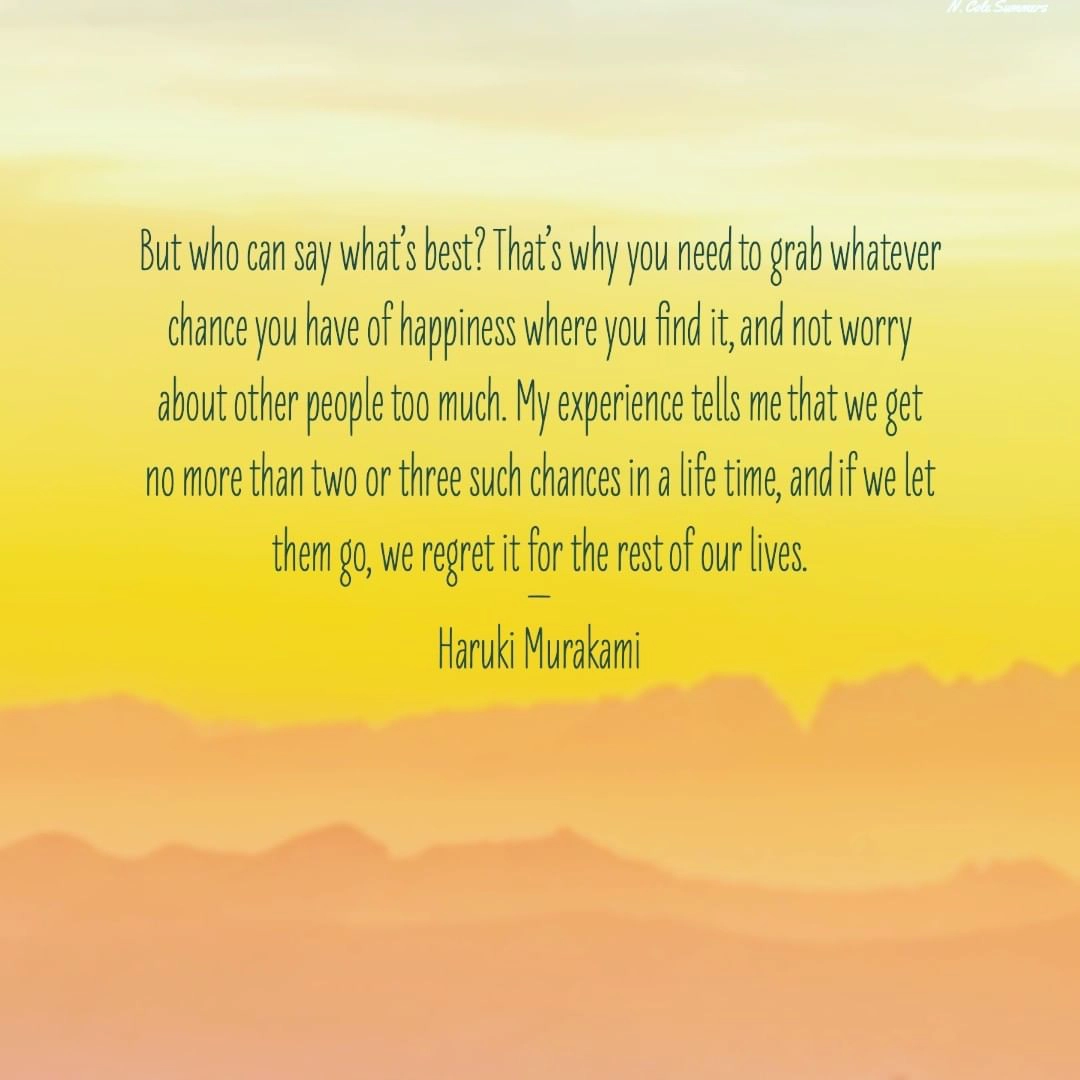 N. Cole Summers
But who can say what’s best? That’s why you need to grab whatever
chance you have of happiness where you find it, and not worry
about other people too much. My experience tells me that we get
no more than two or three such chances in a life time, and if we let
them go, we regret it for the rest of our lives.
—
Haruki Murakami